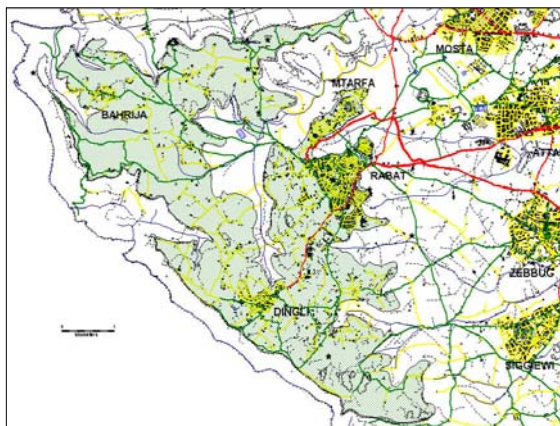 MOSTA
MTARFA
BAHRIJA
ATTA
RABAT
ZEBBUG
DINGLI
SIGGIEWI